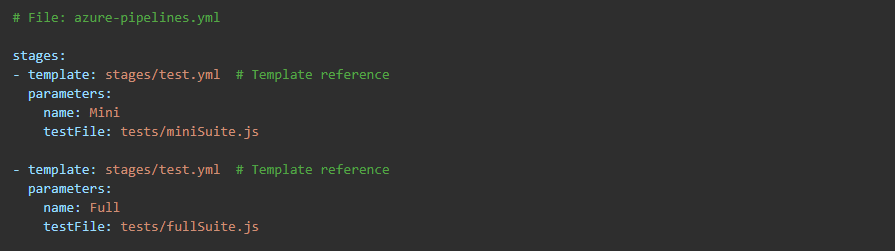 # File: azure-pipelines.yml
stages:
- template: stages/test.yml  # Template reference
  parameters:
    name: Mini
    testFile: tests/miniSuite.js
- template: stages/test.yml  # Template reference
  parameters:
    name: Full
    testFile: tests/fullSuite.js